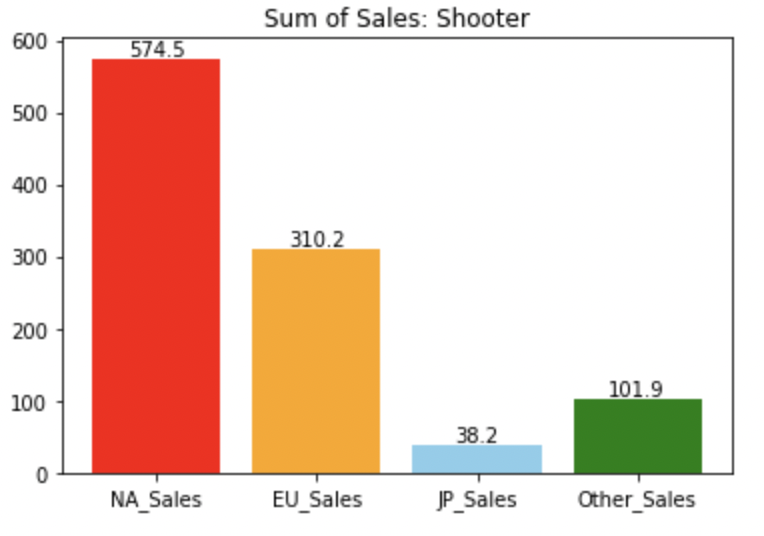 Sum of Sales: Shooter
600
500
400
300
200
100
0
574.5
310.2
38.2
101.9
NA_Sales
EU_Sales
JP_Sales
Other_Sales